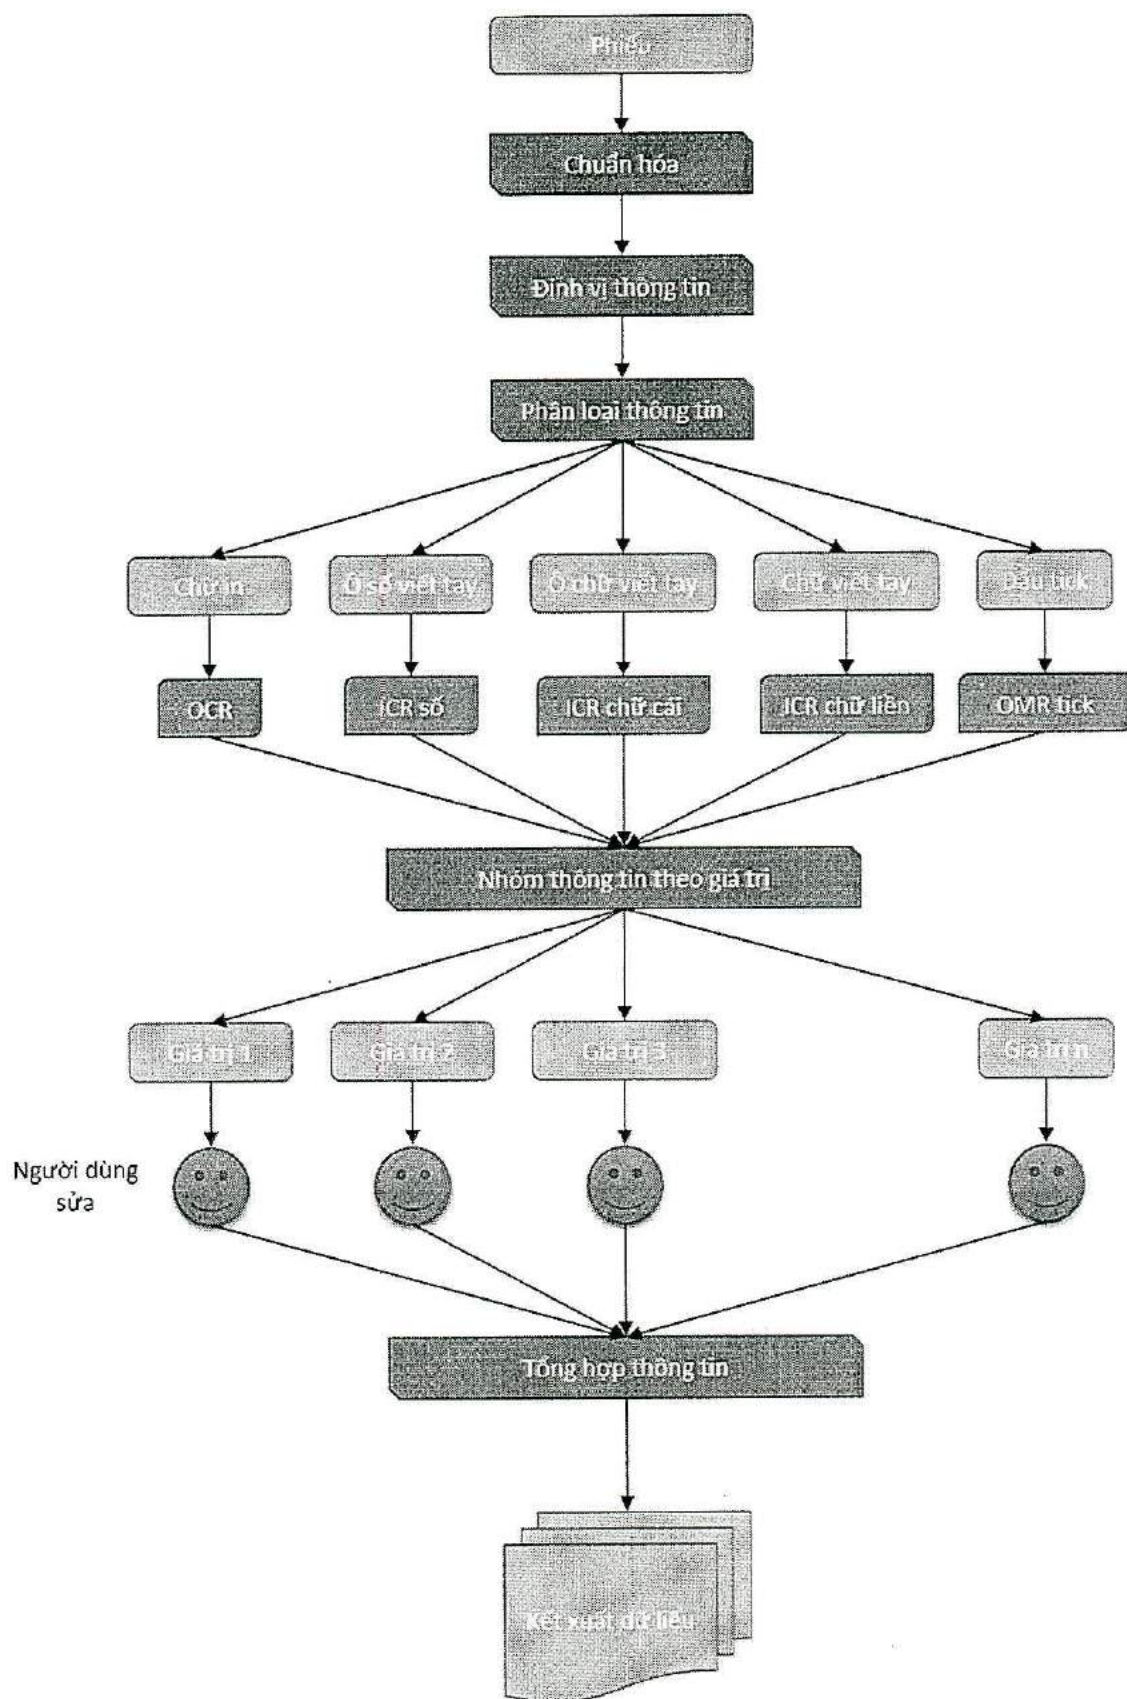 Phiếu
Chuẩn hóa
Định vị thông tin
Phân loại thông tin
Chữ in
Ô số viết tay
Ô chữ viết tay
Chữ viết tay
Dấu tick
OCR
ICR số
ICR chữ cái
ICR chữ liền
OMR tick
Nhóm thông tin theo giá trị
Giá trị 1
Giá trị 2
Giá trị 3
Giá trị n
Người dùng
sửa
Tổng hợp thông tin
Kết xuất dữ liệu